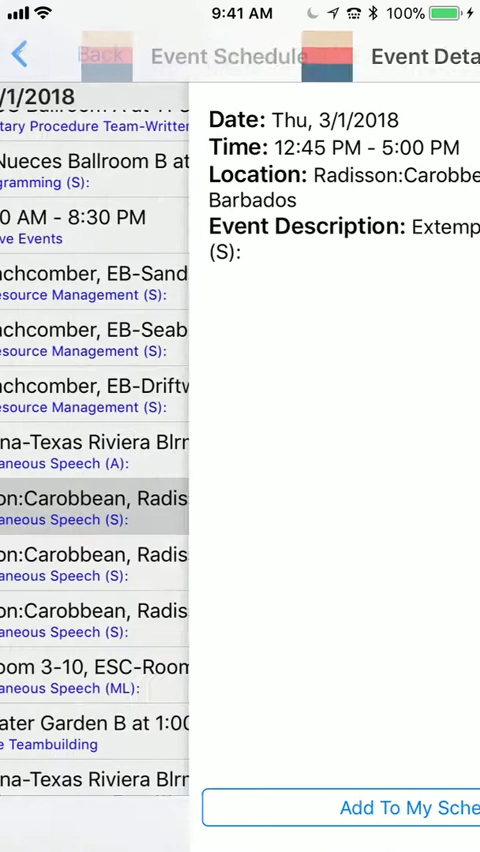 9:41 AM
100%
Back
Event Schedule
Event Deta
/1/2018
tary Procedure Team-Written
Nueces Ballroom B at
gramming (S):
0 AM - 8:30 PM
ve Events
achcomber, EB-Sand
esource Management (S):
achcomber, EB-Seab
esource Management (S):
achcomber, EB-Driftw
esource Management (S):
na-Texas Riviera Blrn
aneous Speech (A):
on:Carobbean, Radis
aneous Speech (S):
on:Carobbean, Radis
aneous Speech (S):
on:Carobbean, Radis
aneous Speech (S):
oom 3-10, ESC-Room
aneous Speech (ML):
ater Garden B at 1:00
e Teambuilding
na-Texas Riviera Blrn
Date: Thu, 3/1/2018
Time: 12:45 PM - 5:00 PM
Location: Radisson:Carobbe
Barbados
Event Description: Extemp
(S):
Add To My Sche